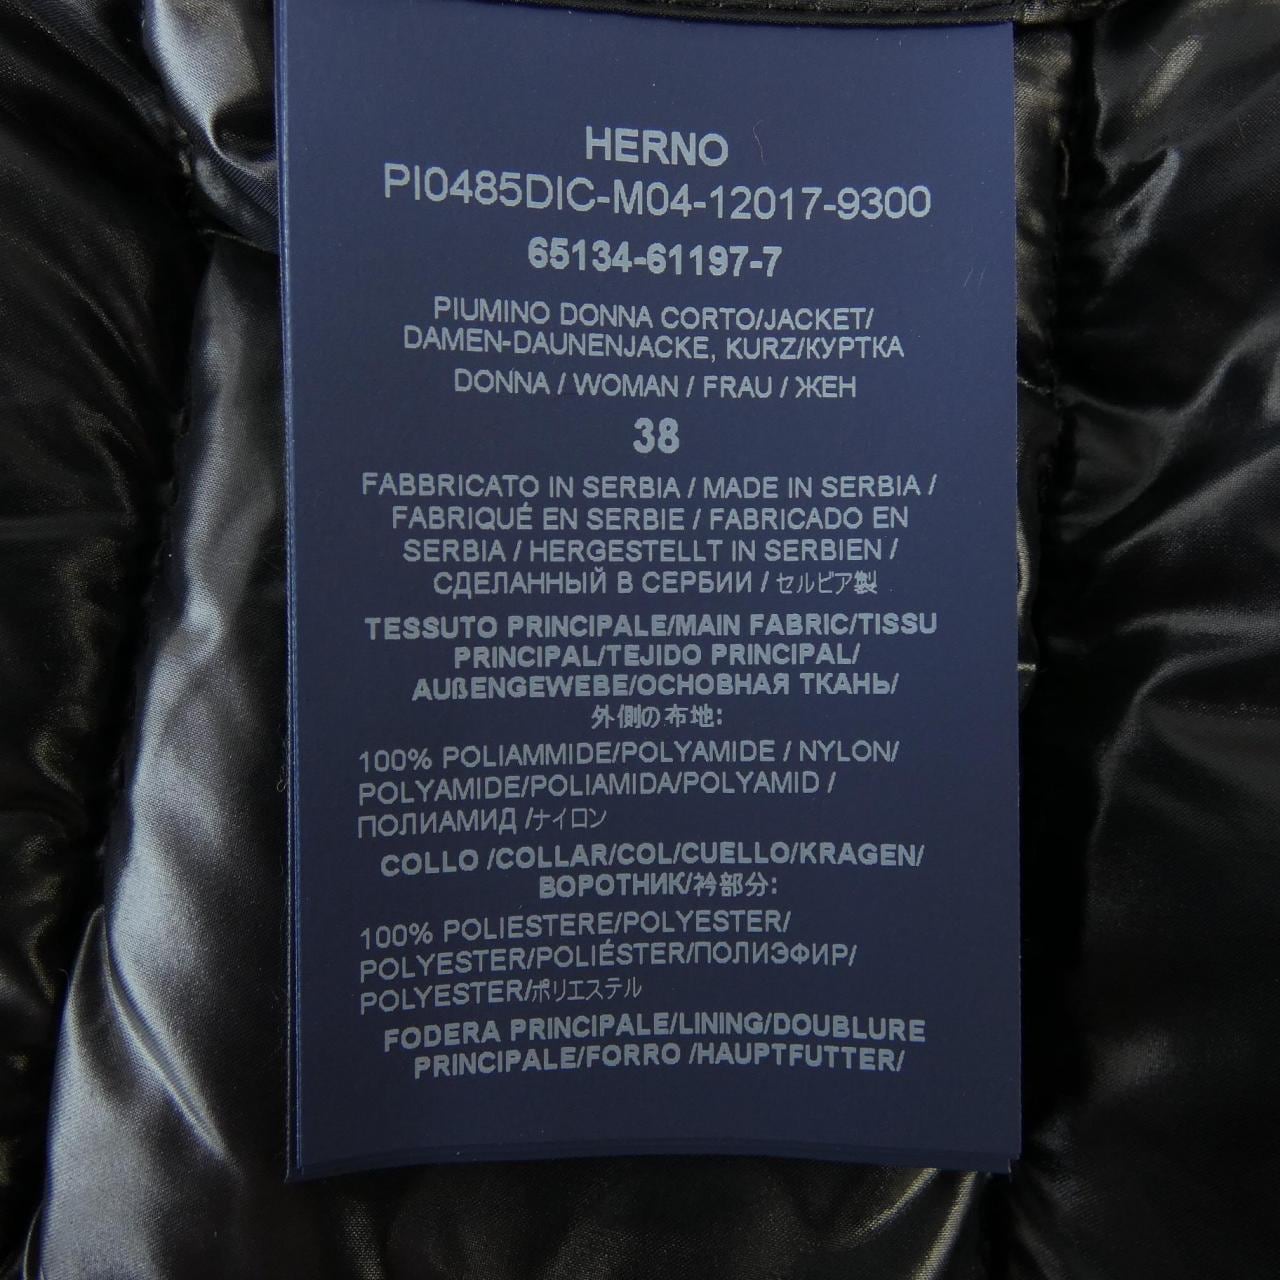 HERNO
PI0485DIC-M04-12017-9300
65134-61197-7
PIUMINO DONNA CORTO/JACKET/
DAMEN-DAUNENJACKE, KURZ/КУРТКА
DONNA / WOMAN / FRAU / ЖЕН
38
FABBRICATO IN SERBIA / MADE IN SERBIA /
FABRIQUÉ EN SERBIE / FABRICADO EN
SERBIA / HERGESTELLT IN SERBIEN /
СДЕЛАННЫЙ В СЕРБИИ / セルビア製
TESSUTO PRINCIPALE/MAIN FABRIC/TISSU
PRINCIPAL/TEJIDO PRINCIPAL/
AUßENGEWEBE/ОСНОВНАЯ ТКАНЬ/
外側の布地:
100% POLIAMMIDE/POLYAMIDE / NYLON/
POLYAMIDE/POLIAMIDA/POLYAMID /
ПОЛИАМИД /ナイロン
COLLO /COLLAR/COL/CUELLO/KRAGEN/
ВОРОТНИК/衿部分:
100% POLIESTERE/POLYESTER/
POLYESTER/POLIÉSTER/ПОЛИЭФИР/
POLYESTER/ポリエステル
FODERA PRINCIPALE/LINING/DOUBLURE
PRINCIPALE/FORRO /HAUPTFUTTER/